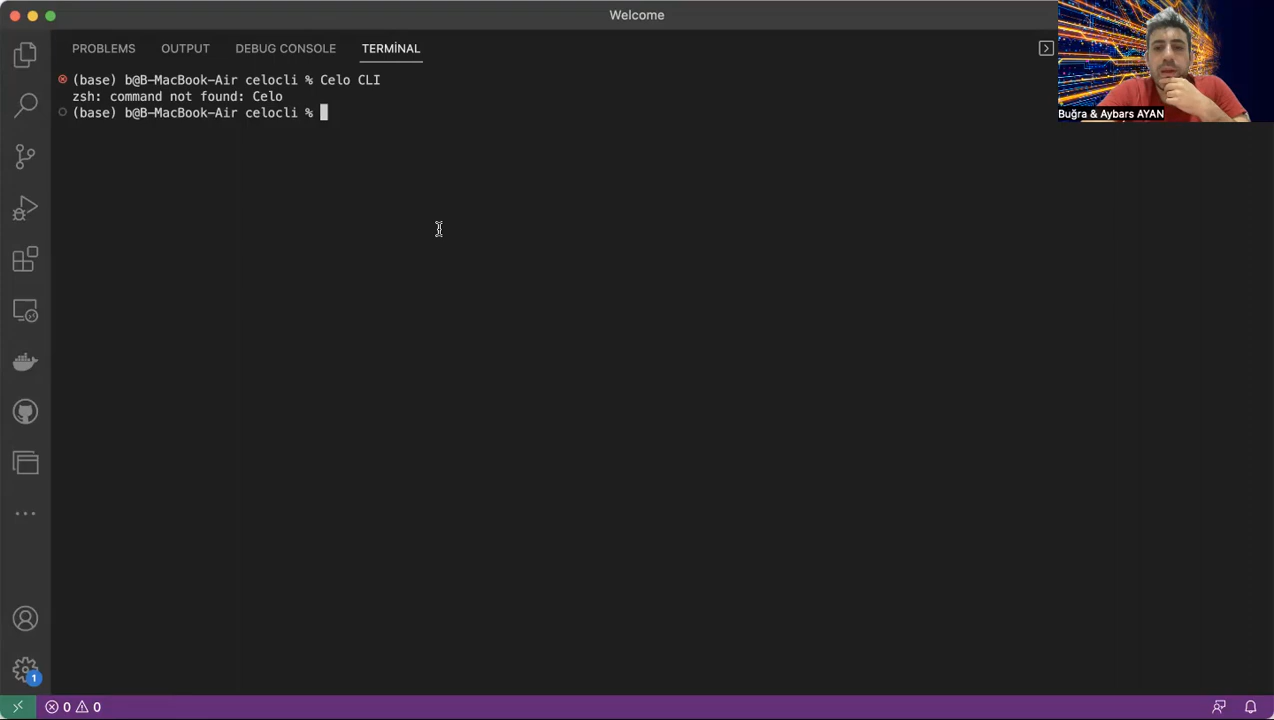 Welcome
PROBLEMS OUTPUT DEBUG CONSOLE TERMİNAL
(base) b@B-MacBook-Air celocli % Celo CLI
zsh: command not found: Celo
(base) b@B-MacBook-Air celocli %
Buğra & Aybars AYAN
1
0 0